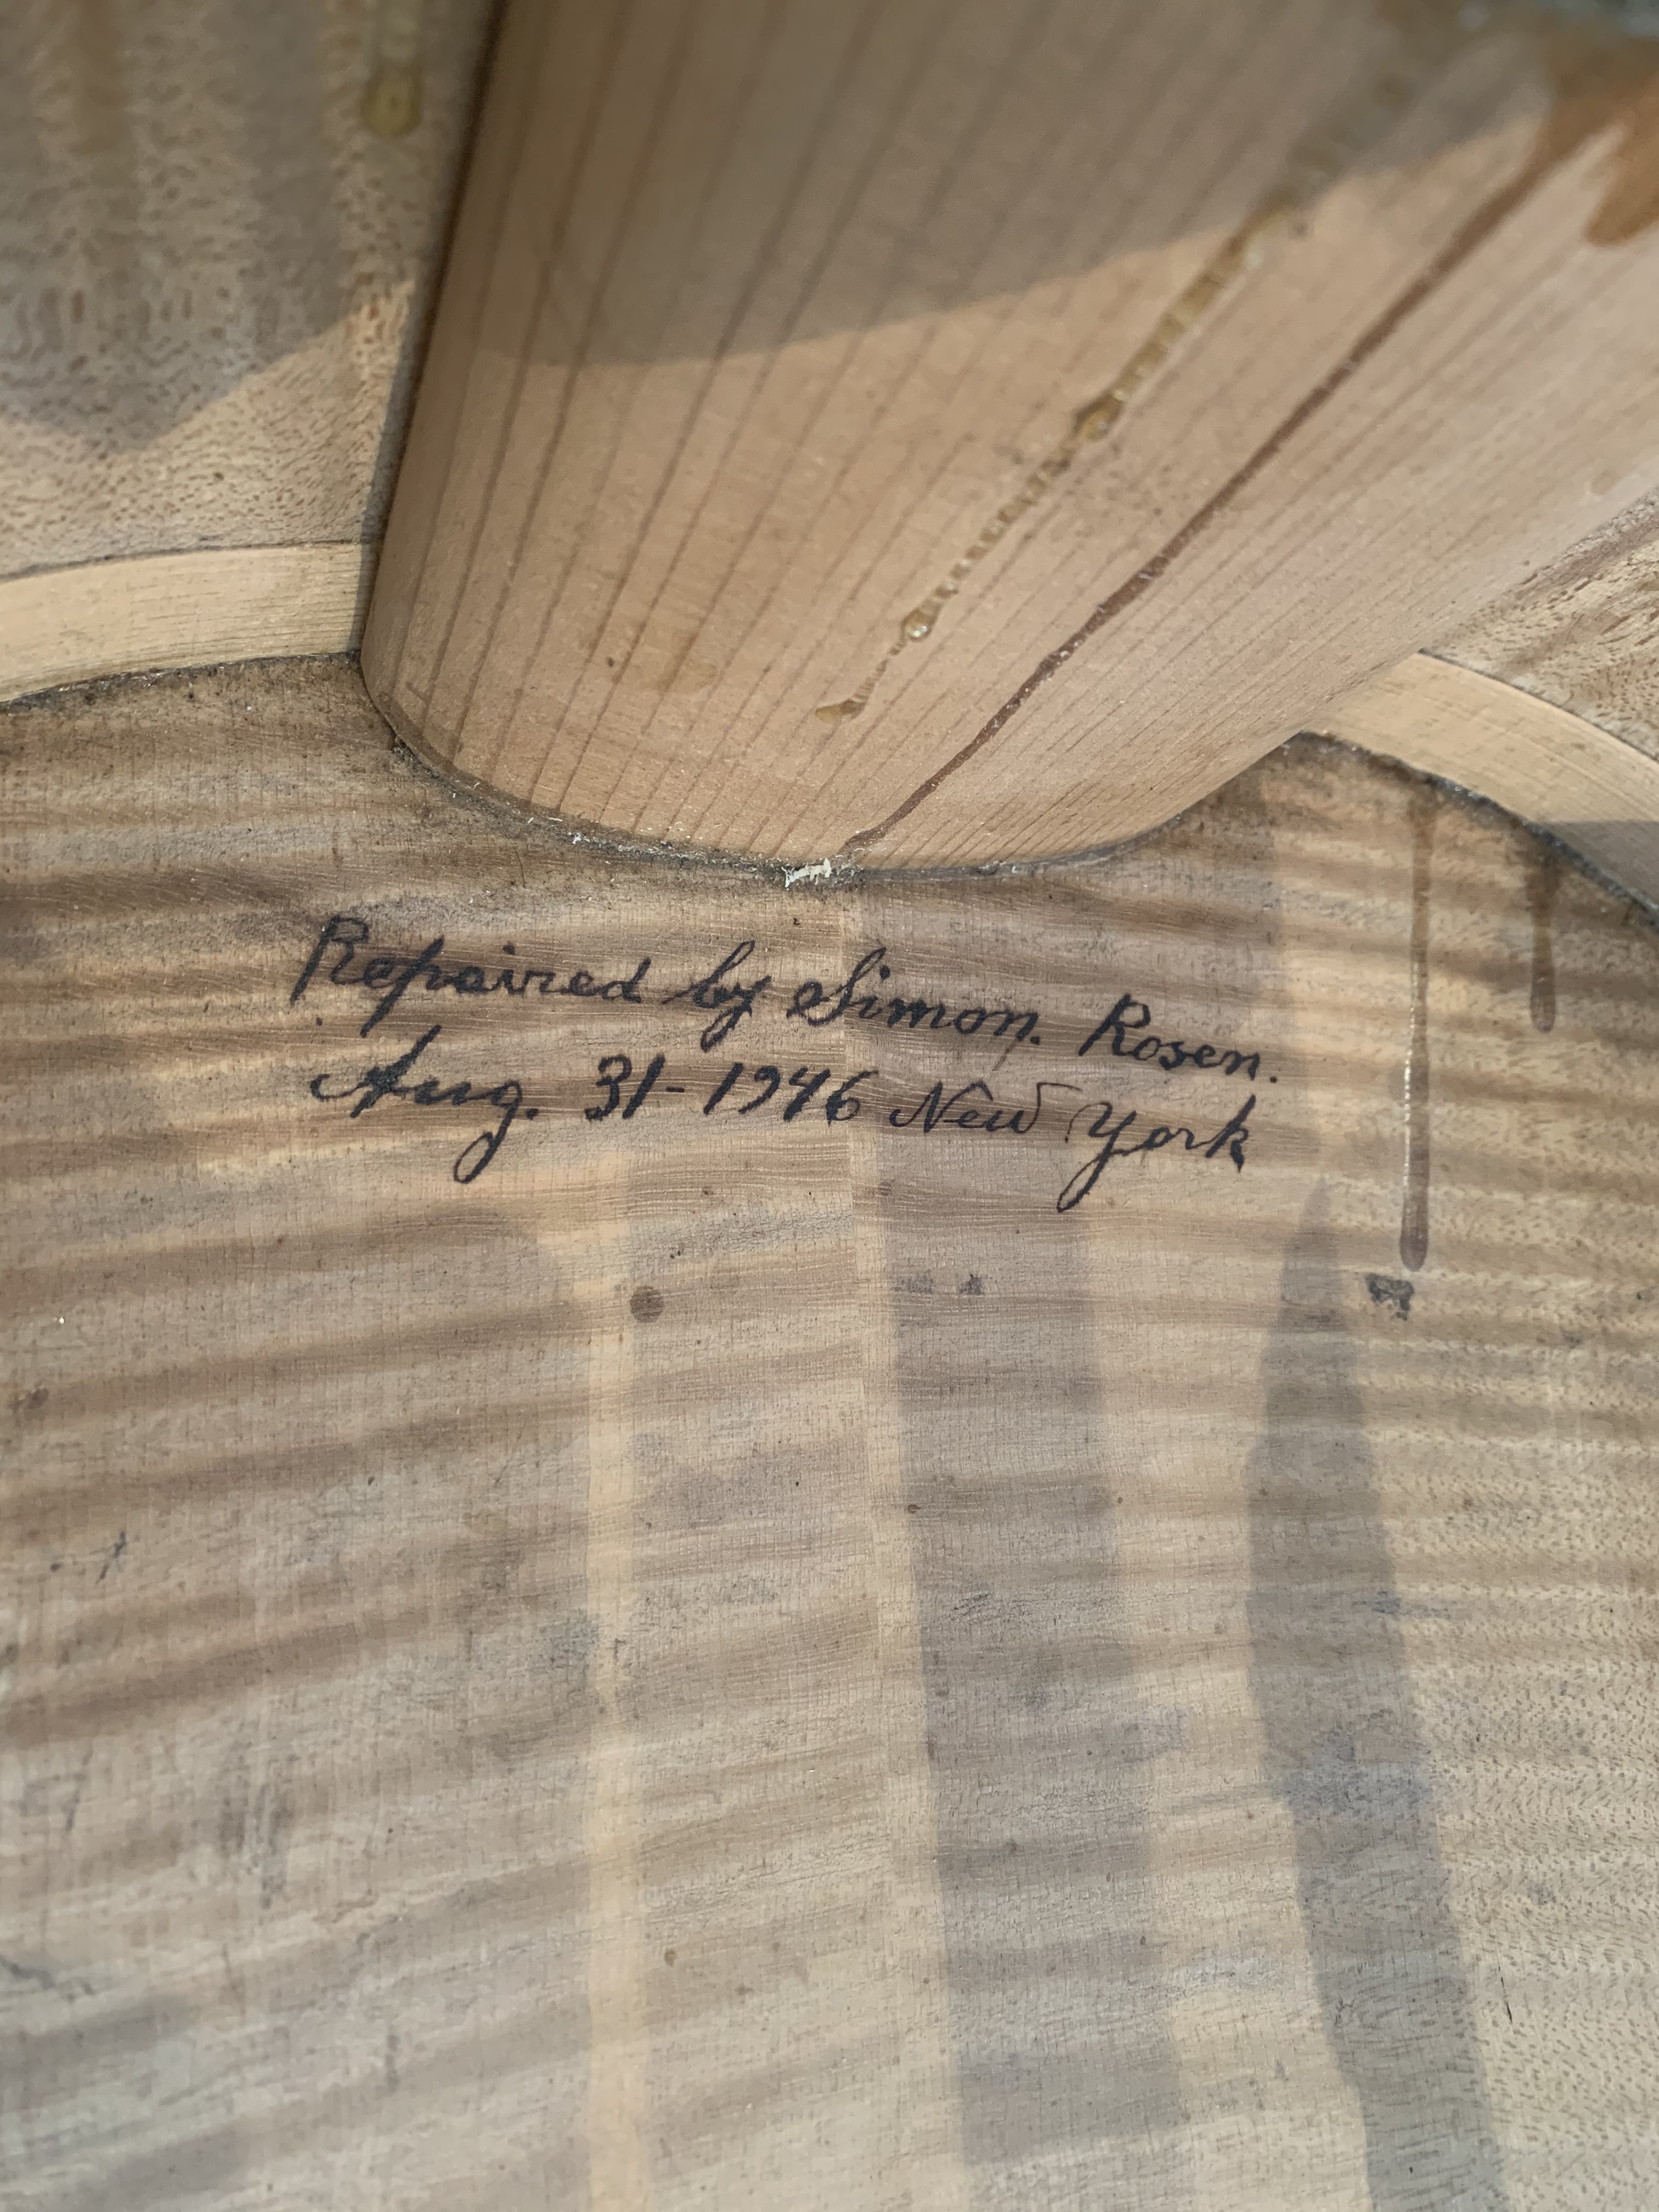 Repaired by Simon. Rosen.
Aug. 31-1946 New York